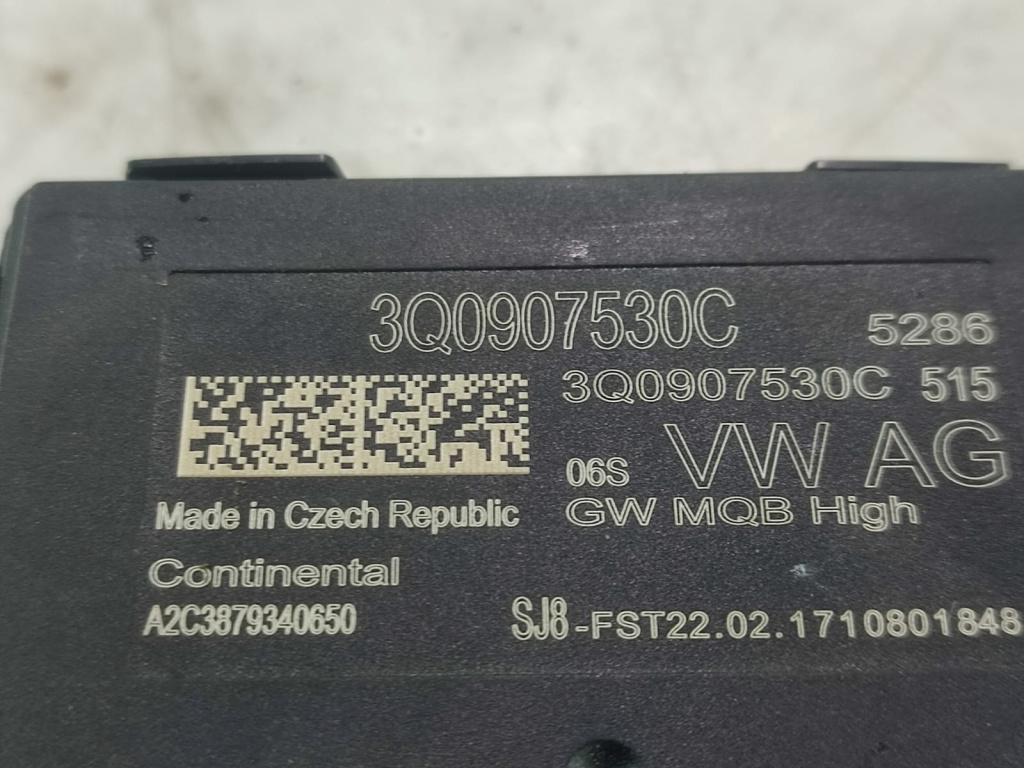 3Q0907530C 5286
3Q0907530C 515
06S VW AG
Made in Czech Republic GW MQB High
Continental
A2C3879340650 SJ8-FST22.02.1710801848